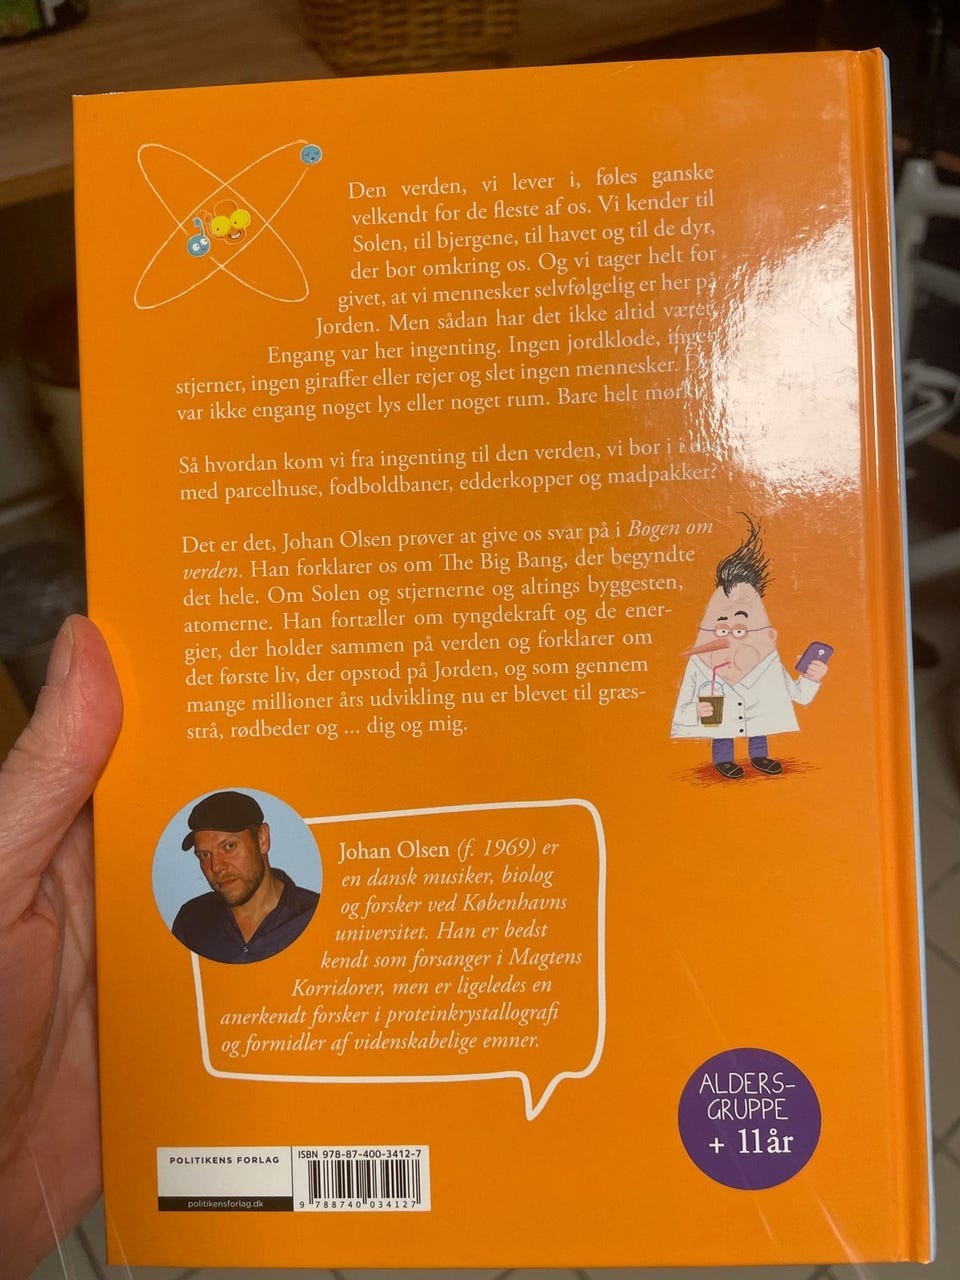 Den verden, vi lever i, føles ganske
velkendt for de fleste af os. Vi kender til
Solen, til bjergene, til havet og til de dyr,
der bor omkring os. Og vi tager helt for
givet, at vi mennesker selvfølgelig er her på
Jorden. Men sådan har det ikke altid været.
Engang var her ingenting. Ingen jordklode, ingen
stjerner, ingen giraffer eller rejer og slet ingen mennesker.
var ikke engang noget lys eller noget rum. Bare helt
Så hvordan kom vi fra ingenting til den verden, vi bor i
med parcelhuse, fodboldbaner, edderkopper og madpakker?
Det er det, Johan Olsen prøver at give os svar på i Bogen om
verden. Han forklarer os om The Big Bang, der begyndte
det hele. Om Solen og stjernerne og altings byggesten,
atomerne. Han fortæller om tyngdekraft og de ener-
gier, der holder sammen på verden og forklarer om
det første liv, der opstod på Jorden, og som gennem
mange millioner års udvikling nu er blevet til græs-
strå, rødbeder og ... dig og mig.
Johan Olsen (f. 1969) er
en dansk musiker, biolog
og forsker ved Københavns
universitet. Han er bedst
kendt som forsanger i Magtens
Korridorer, men er ligeledes en
anerkendt forsker i proteinkrystallografi
og formidler af videnskabelige emner.
ALDERS-
GRUPPE
+ 11år
POLITIKENS FORLAG
politikensforlag.dk
ISBN 978-87-400-3412-7
9 788740 034127